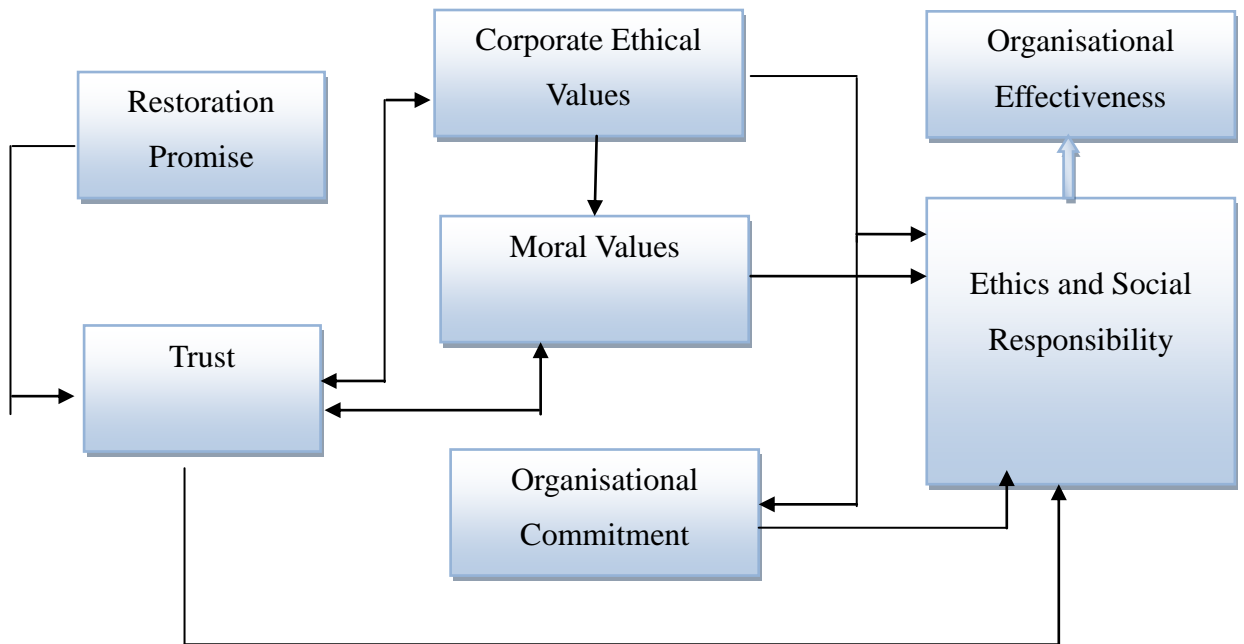 Corporate Ethical
Values
Organisational
Effectiveness
Restoration
Promise
Moral Values
Ethics and Social
Responsibility
Trust
Organisational
Commitment